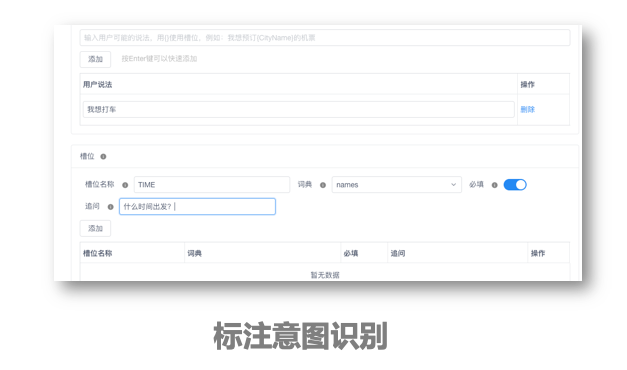 输入用户可能的说法，用{}使用槽位，例如：我想预订{CityName}的机票
添加 按Enter键可以快速添加
用户说法 操作
我想打车 删除
槽位
槽位名称 TIME 词典 names 必填
追问 什么时间出发？
添加
槽位名称 词典 必填 追问 操作
暂无数据
标注意图识别